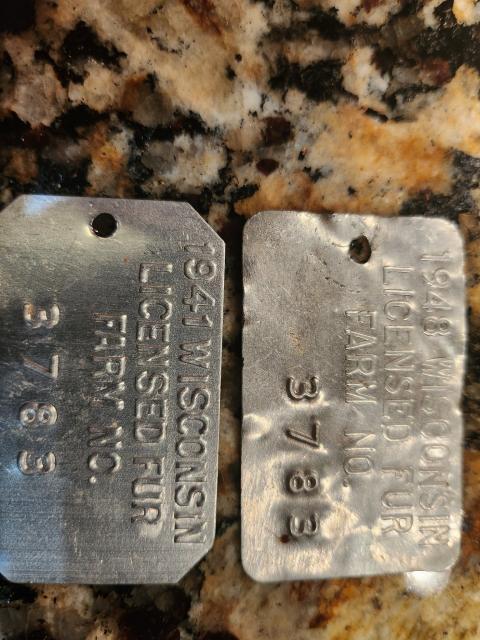 1941 WISCONSIN
LICENSED FUR
FARM NO.
3783
1948 WISCONSIN
LICENSED FUR
FARM NO.
3783